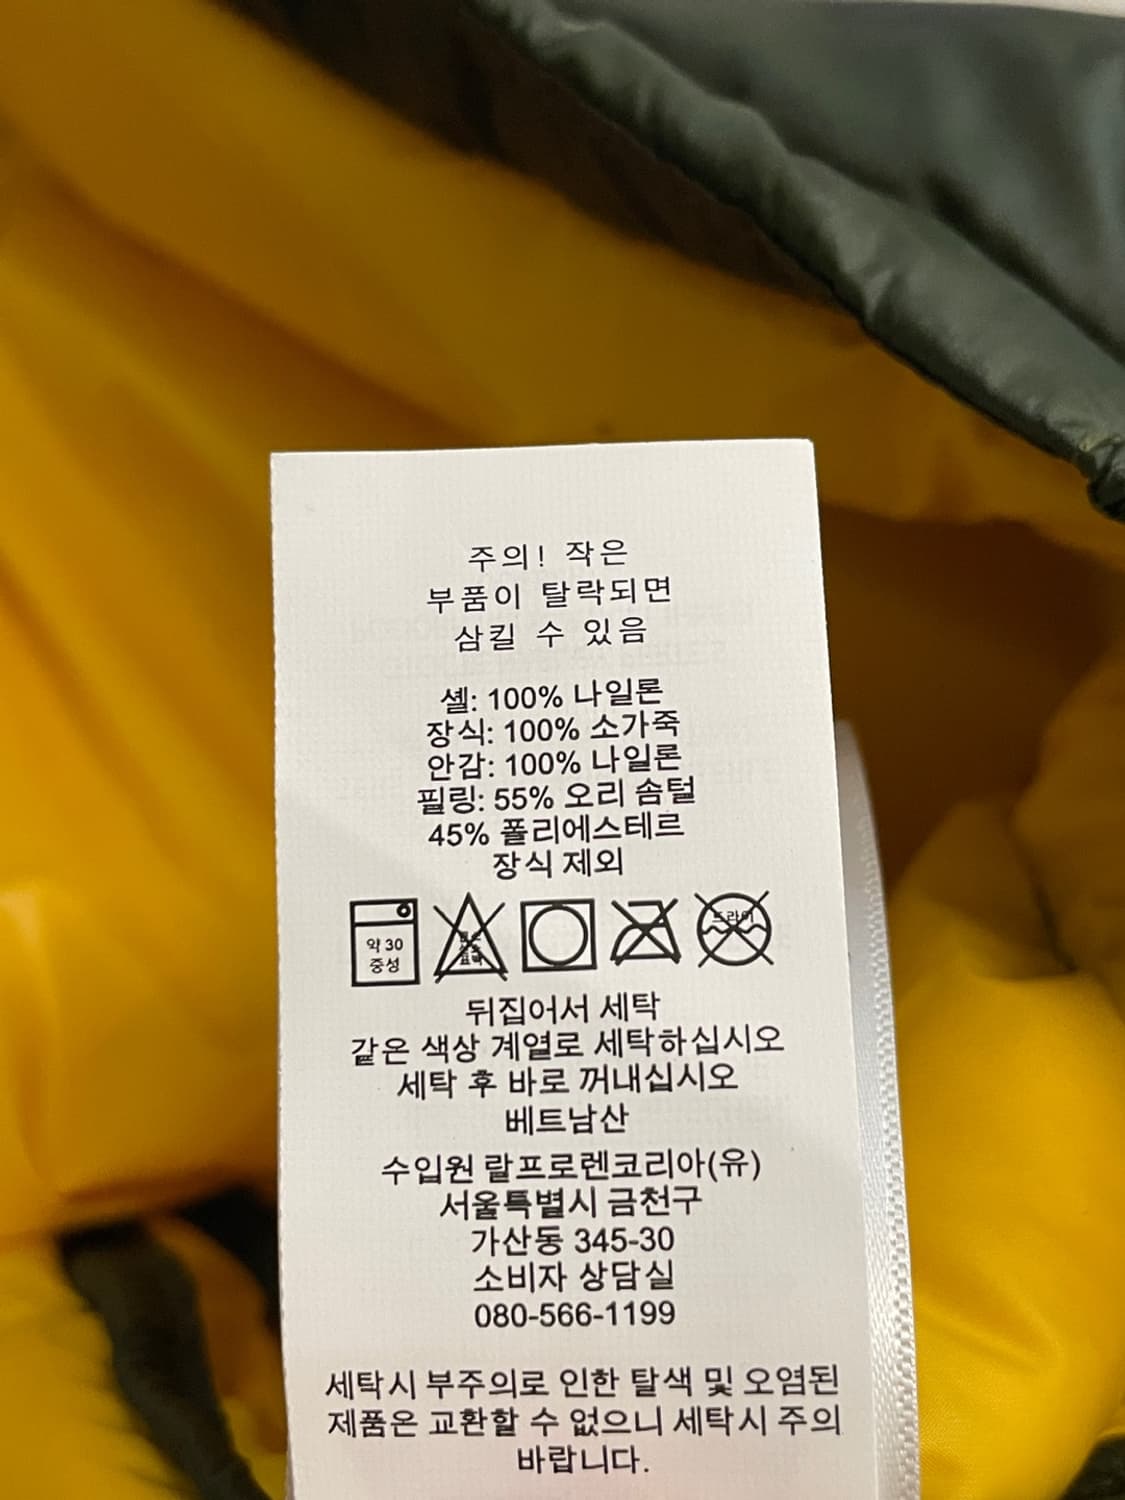 주의! 작은
부품이 탈락되면
삼킬 수 있음
셸: 100% 나일론
장식: 100% 소가죽
안감: 100% 나일론
필링: 55% 오리 솜털
45% 폴리에스테르
장식 제외
약 30
중성
드라이
뒤집어서 세탁
같은 색상 계열로 세탁하십시오
세탁 후 바로 꺼내십시오
베트남산
수입원 랄프로렌코리아(유)
서울특별시 금천구
가산동 345-30
소비자 상담실
080-566-1199
세탁시 부주의로 인한 탈색 및 오염된
제품은 교환할 수 없으니 세탁시 주의
바랍니다.